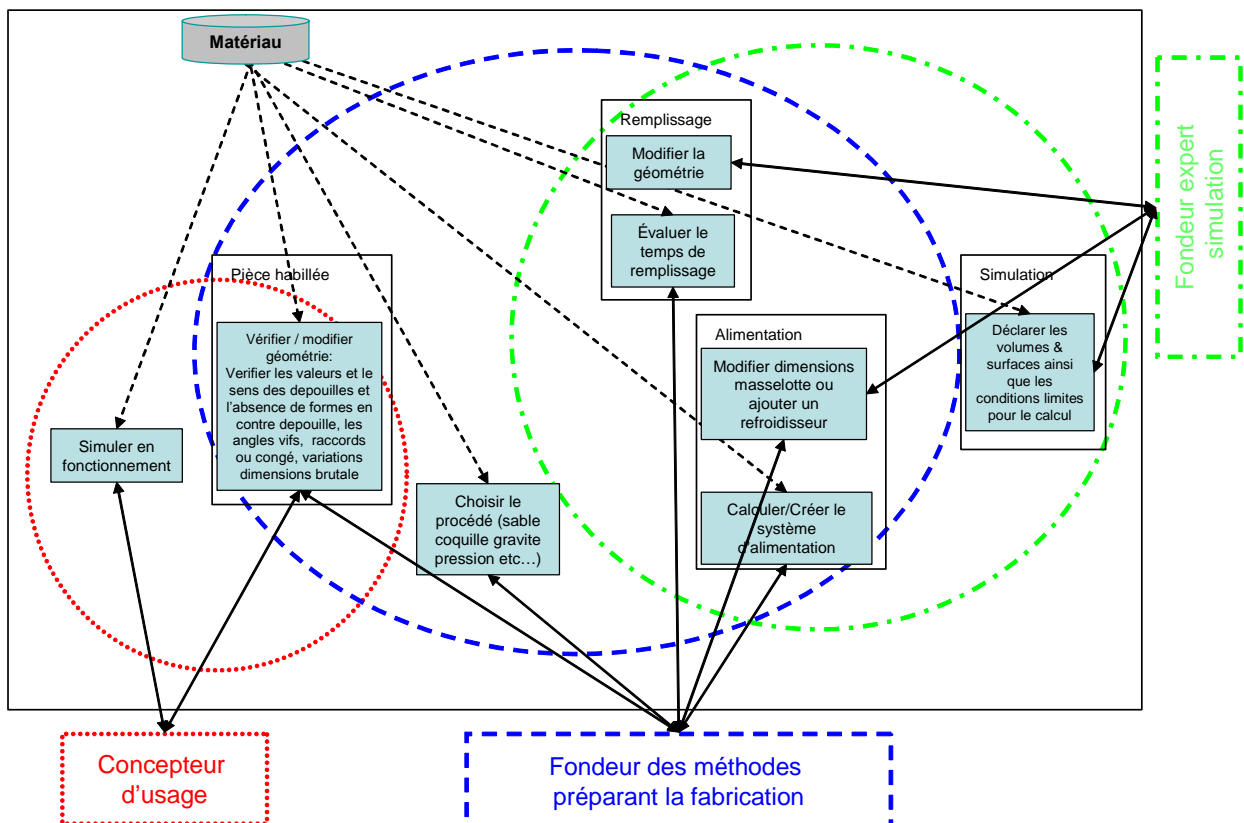 Matériau
Remplissage
Modifier la
géométrie
Évaluer le
temps de
remplissage
Fondeur expert
simulation
Pièce habillée
Vérifier / modifier
géométrie:
Verifier les valeurs et le
sens des depouilles et
l'absence de formes en
contre depouille, les
angles vifs, raccords
ou congé, variations
dimensions brutale
Simulation
Déclarer les
volumes &
surfaces ainsi
que les
conditions limites
pour le calcul
Alimentation
Modifier dimensions
masselotte ou
ajouter un
refroidisseur
Simuler en
fonctionnement
Choisir le
procédé (sable
coquille gravite
pression etc…)
Calculer/Créer le
système
d'alimentation
Concepteur
d'usage
Fondeur des méthodes
préparant la fabrication